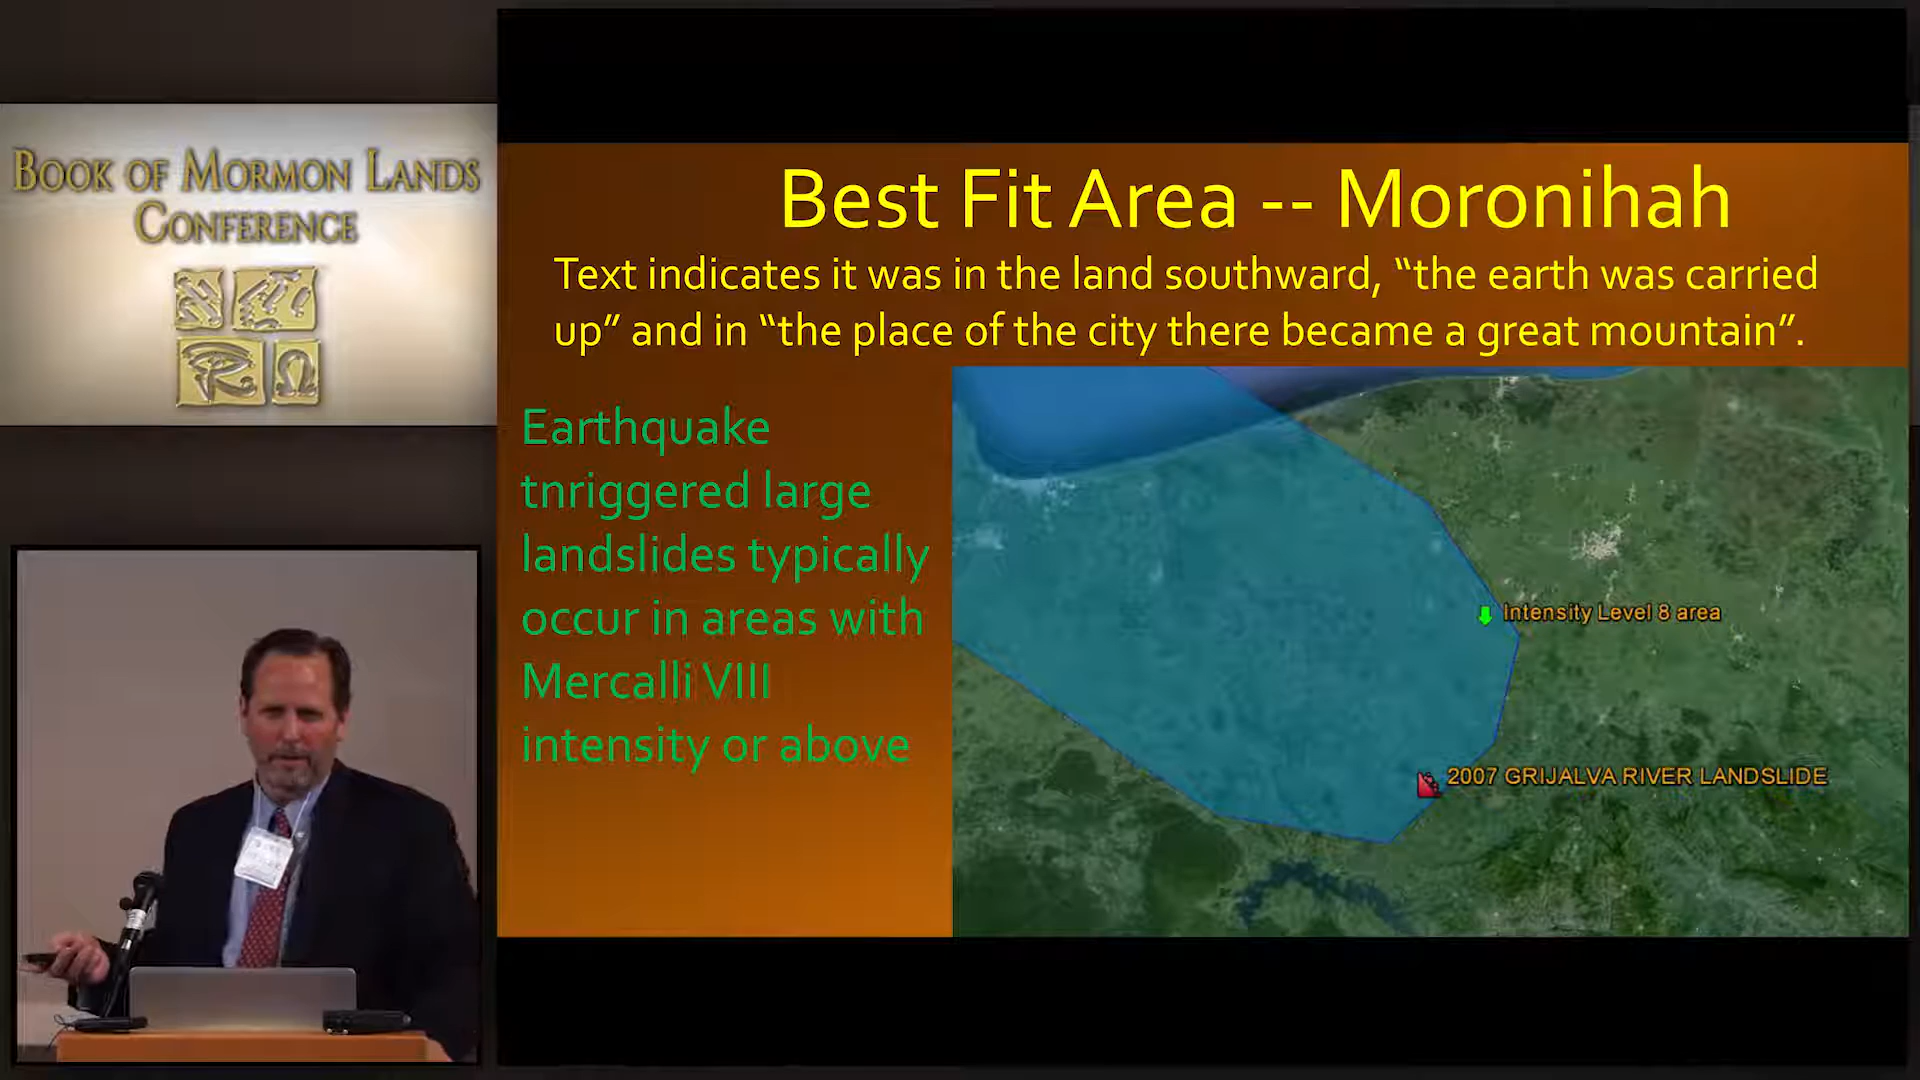 BOOK OF MORMON LANDS
CONFERENCE
Best Fit Area -- Moronihah
Text indicates it was in the land southward, “the earth was carried
up” and in “the place of the city there became a great mountain”.
Earthquake
tnriggered large
landslides typically
occur in areas with
Mercalli VIII
intensity or above
Intensity Level 8 area
2007 GRIJALVA RIVER LANDSLIDE